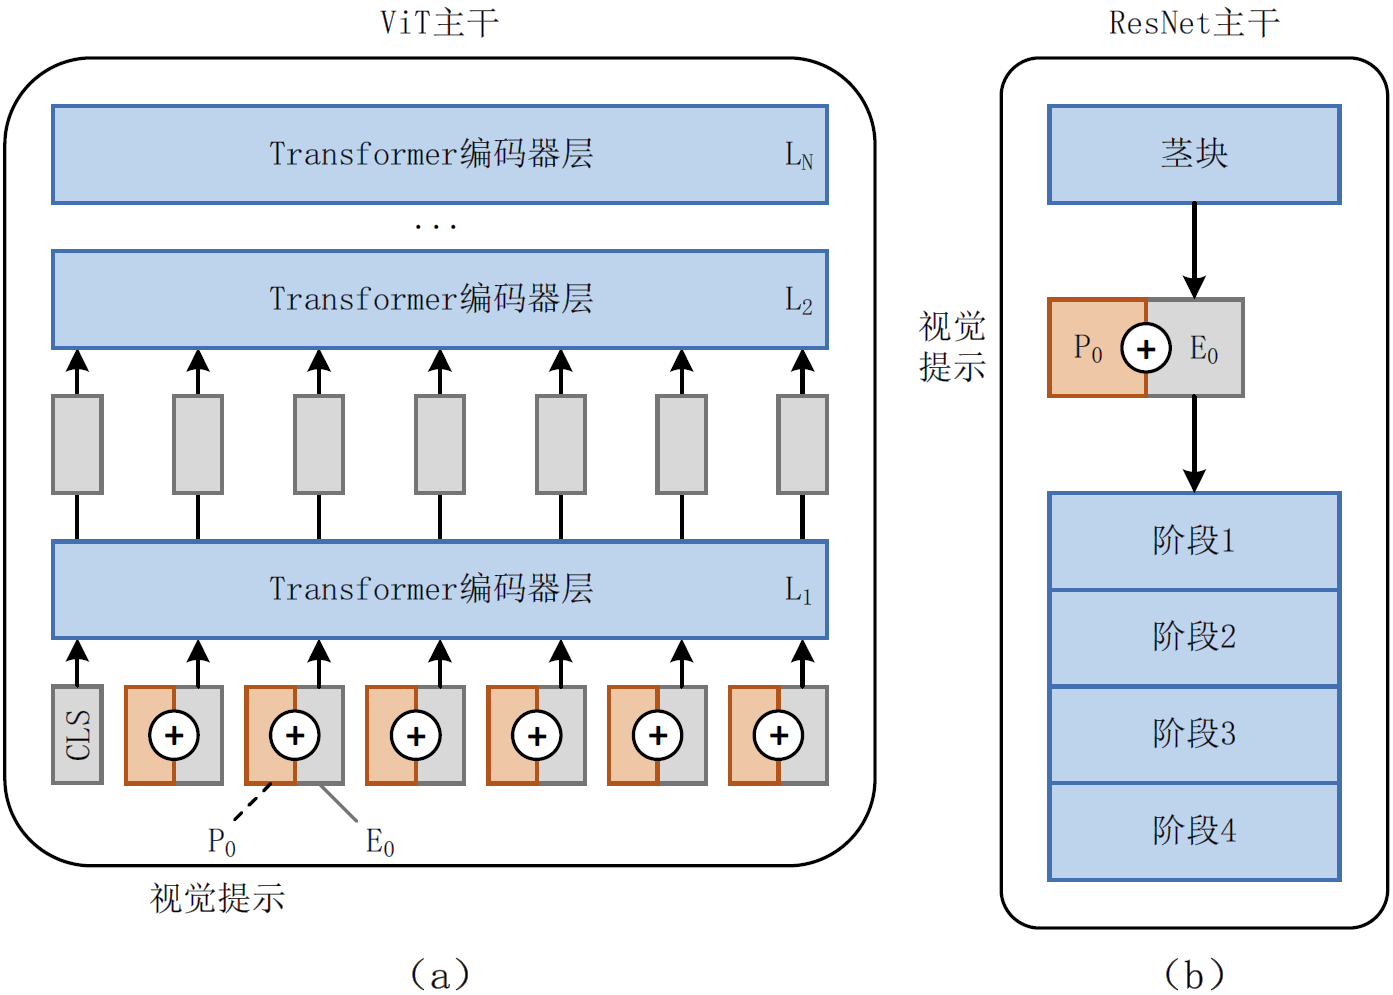 ViT主干
Transformer编码器层 L_N
...
Transformer编码器层 L_2
Transformer编码器层 L_1
CLS + + + + + +
P_0 E_0
视觉提示
(a)
ResNet主干
茎块
视觉
提示
P_0 + E_0
阶段1
阶段2
阶段3
阶段4
(b)